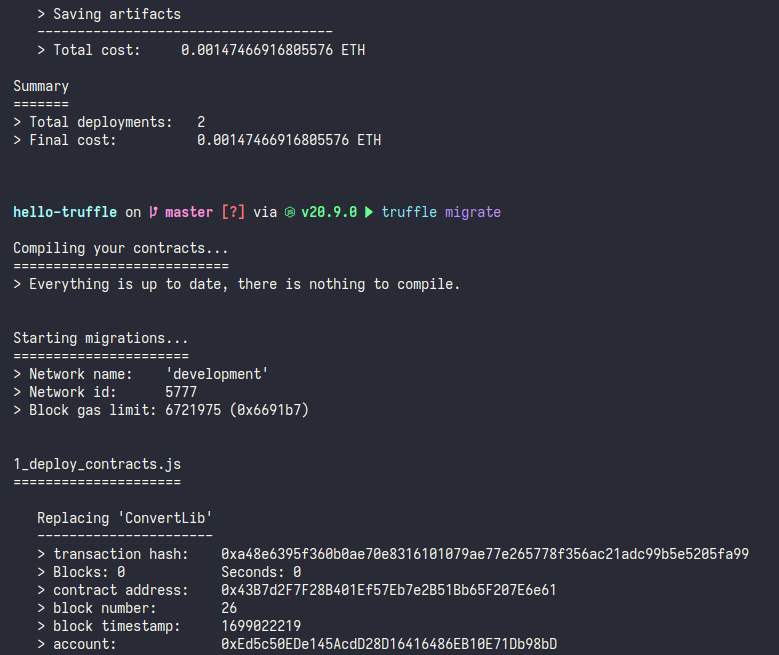 > Saving artifacts
-------------------------------------
> Total cost:     0.00147466916805576 ETH
Summary
=======
> Total deployments:   2
> Final cost:          0.00147466916805576 ETH
hello-truffle on master [?] via v20.9.0 truffle migrate
Compiling your contracts...
===========================
> Everything is up to date, there is nothing to compile.
Starting migrations...
======================
> Network name:    'development'
> Network id:      5777
> Block gas limit: 6721975 (0x6691b7)
1_deploy_contracts.js
=====================
Replacing 'ConvertLib'
----------------------
> transaction hash:    0xa48e6395f360b0ae70e8316101079ae77e265778f356ac21adc99b5e5205fa99
> Blocks: 0            Seconds: 0
> contract address:    0x43B7d2F7F28B401Ef57Eb7e2B51Bb65F207E6e61
> block number:        26
> block timestamp:     1699022219
> account:             0xEd5c50EDe145AcdD28D16416486EB10E71Db98bD